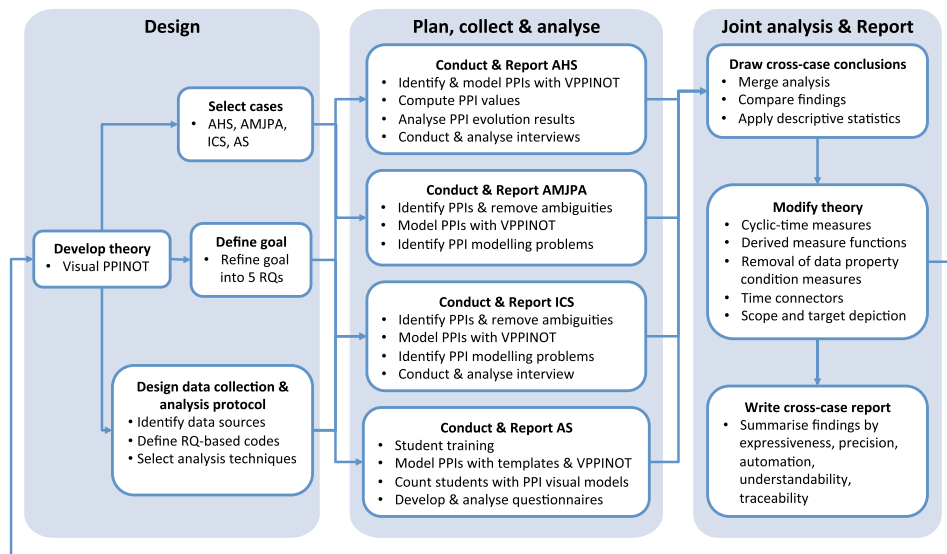 Design
Select cases
• AHS, AMJPA,
ICS, AS
Develop theory
• Visual PPINOT
Define goal
• Refine goal
into 5 RQs
Design data collection &
analysis protocol
• Identify data sources
• Define RQ-based codes
• Select analysis techniques
Plan, collect & analyse
Conduct & Report AHS
• Identify & model PPIs with VPPINOT
• Compute PPI values
• Analyse PPI evolution results
• Conduct & analyse interviews
Conduct & Report AMJPA
• Identify PPIs & remove ambiguities
• Model PPIs with VPPINOT
• Identify PPI modelling problems
Conduct & Report ICS
• Identify PPIs & remove ambiguities
• Model PPIs with VPPINOT
• Identify PPI modelling problems
• Conduct & analyse interview
Conduct & Report AS
• Student training
• Model PPIs with templates & VPPINOT
• Count students with PPI visual models
• Develop & analyse questionnaires
Joint analysis & Report
Draw cross-case conclusions
• Merge analysis
• Compare findings
• Apply descriptive statistics
Modify theory
• Cyclic-time measures
• Derived measure functions
• Removal of data property
condition measures
• Time connectors
• Scope and target depiction
Write cross-case report
• Summarise findings by
expressiveness, precision,
automation,
understandability,
traceability